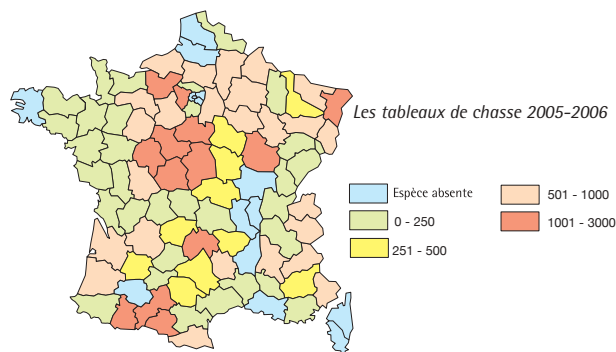 Les tableaux de chasse 2005-2006
Espèce absente
501 - 1000
0 - 250
1001 - 3000
251 - 500